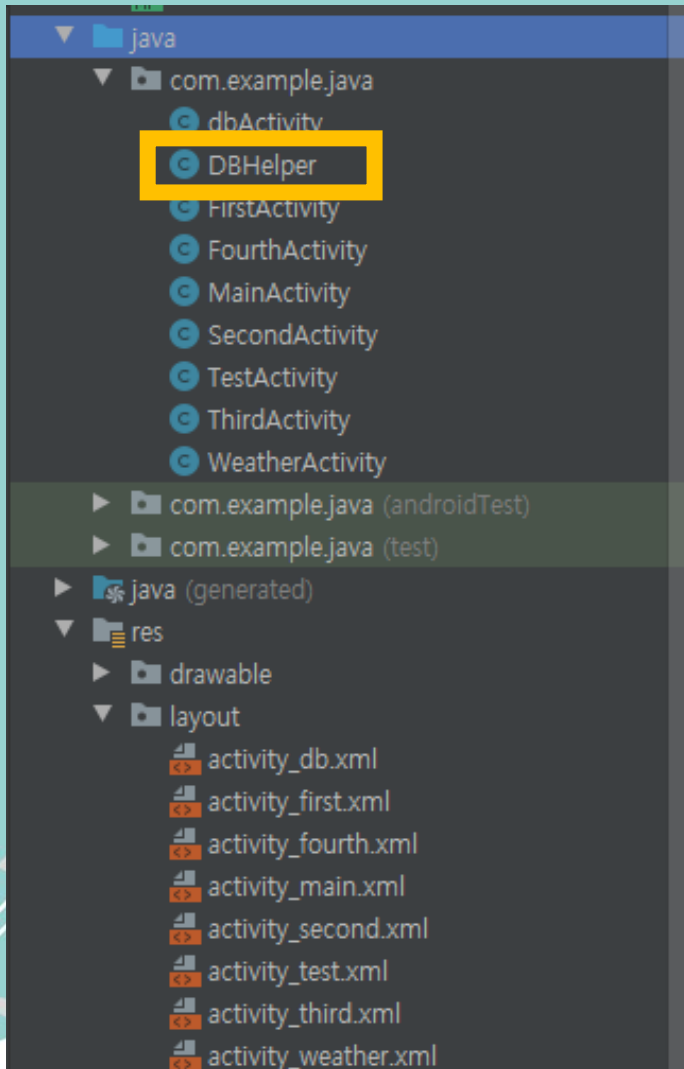 java
com.example.java
dbActivity
DBHelper
FirstActivity
FourthActivity
MainActivity
SecondActivity
TestActivity
ThirdActivity
WeatherActivity
com.example.java (androidTest)
com.example.java (test)
java (generated)
res
drawable
layout
activity_db.xml
activity_first.xml
activity_fourth.xml
activity_main.xml
activity_second.xml
activity_test.xml
activity_third.xml
activity_weather.xml